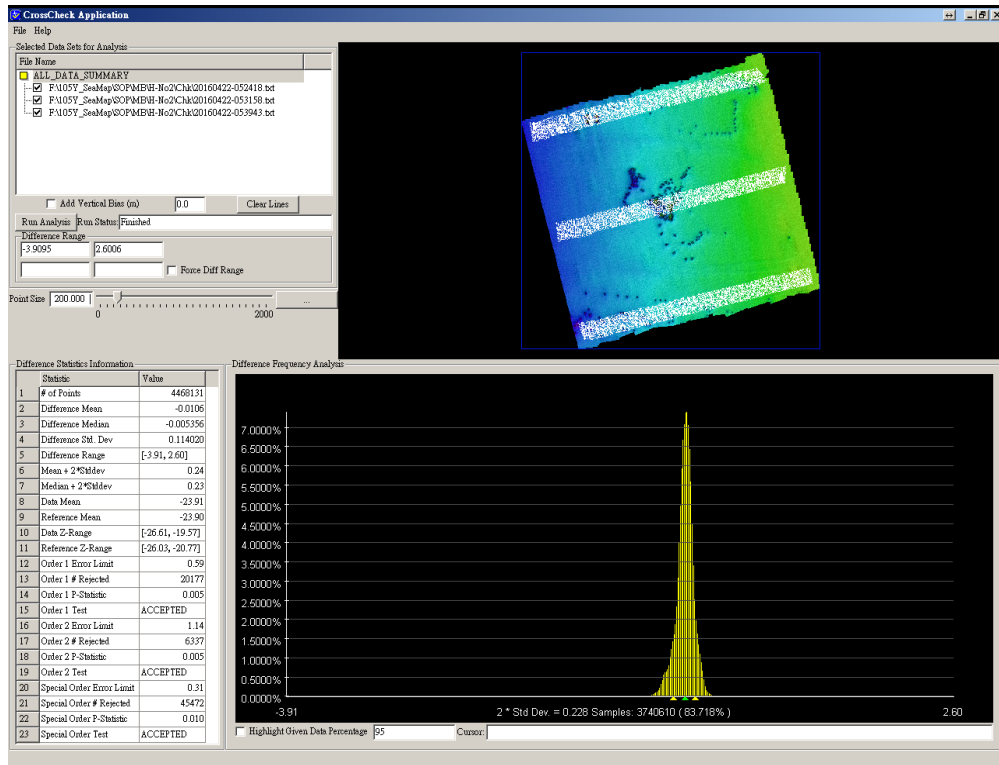 CrossCheck Application
File Help
Selected Data Sets for Analysis
File Name
ALL_DATA_SUMMARY
F:\105Y_SeaMap\SOP\MB\H-No2\Chk\20160422-052418.txt
F:\105Y_SeaMap\SOP\MB\H-No2\Chk\20160422-053158.txt
F:\105Y_SeaMap\SOP\MB\H-No2\Chk\20160422-053943.txt
Add Vertical Bias (m) 0.0 Clear Lines
Run Analysis Run Status: Finished
Difference Range
-3.9095 2.6006
Force Diff Range
Point Size 200.000 ...
0 2000
Difference Statistics Information
Statistic Value
1 # of Points 4468131
2 Difference Mean -0.0106
3 Difference Median -0.005356
4 Difference Std. Dev 0.114020
5 Difference Range [-3.91, 2.60]
6 Mean + 2*Stddev 0.24
7 Median + 2*Stddev 0.23
8 Data Mean -23.91
9 Reference Mean -23.90
10 Data Z-Range [-26.61, -19.57]
11 Reference Z-Range [-26.03, -20.77]
12 Order 1 Error Limit 0.59
13 Order 1 # Rejected 20177
14 Order 1 P-Statistic 0.005
15 Order 1 Test ACCEPTED
16 Order 2 Error Limit 1.14
17 Order 2 # Rejected 6337
18 Order 2 P-Statistic 0.005
19 Order 2 Test ACCEPTED
20 Special Order Error Limit 0.31
21 Special Order # Rejected 45472
22 Special Order P-Statistic 0.010
23 Special Order Test ACCEPTED
Difference Frequency Analysis
7.0000%
6.5000%
6.0000%
5.5000%
5.0000%
4.5000%
4.0000%
3.5000%
3.0000%
2.5000%
2.0000%
1.5000%
1.0000%
0.5000%
0.0000%
-3.91 2 * Std Dev. = 0.228 Samples: 3740610 ( 83.718% ) 2.60
Highlight Given Data Percentage 95 Cursor: